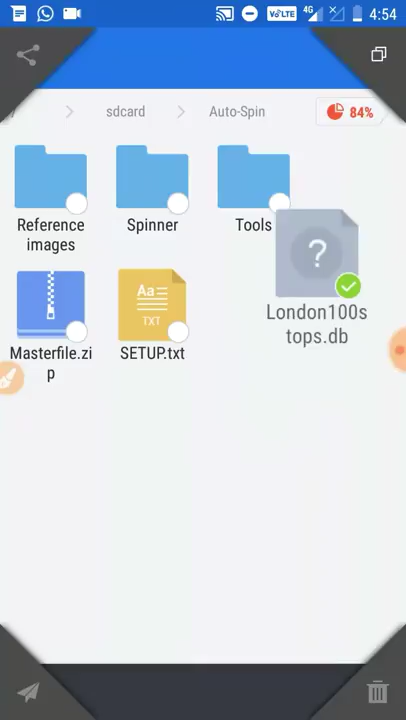 VoLTE 4G 4:54
sdcard
Auto-Spin
84%
Reference
images
Spinner
Tools
?
London100s
tops.db
Masterfile.zi
p
Aa
TXT
SETUP.txt